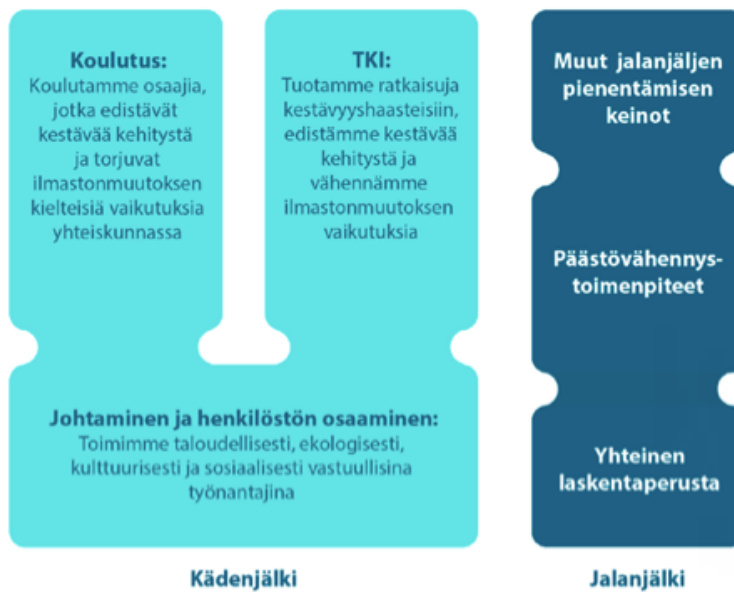 Koulutus:
Koulutamme osaajia,
jotka edistävät
kestävää kehitystä
ja torjuvat
ilmastonmuutoksen
kielteisiä vaikutuksia
yhteiskunnassa
TKI:
Tuotamme ratkaisuja
kestävyyshaasteisiin,
edistämme kestävää
kehitystä ja
vähennämme
ilmastonmuutoksen
vaikutuksia
Johtaminen ja henkilöstön osaaminen:
Toimimme taloudellisesti, ekologisesti,
kulttuurisesti ja sosiaalisesti vastuullisina
työnantajina
Kädenjälki
Muut jalanjäljen
pienentämisen
keinot
Päästövähennys-
toimenpiteet
Yhteinen
laskentaperusta
Jalanjälki